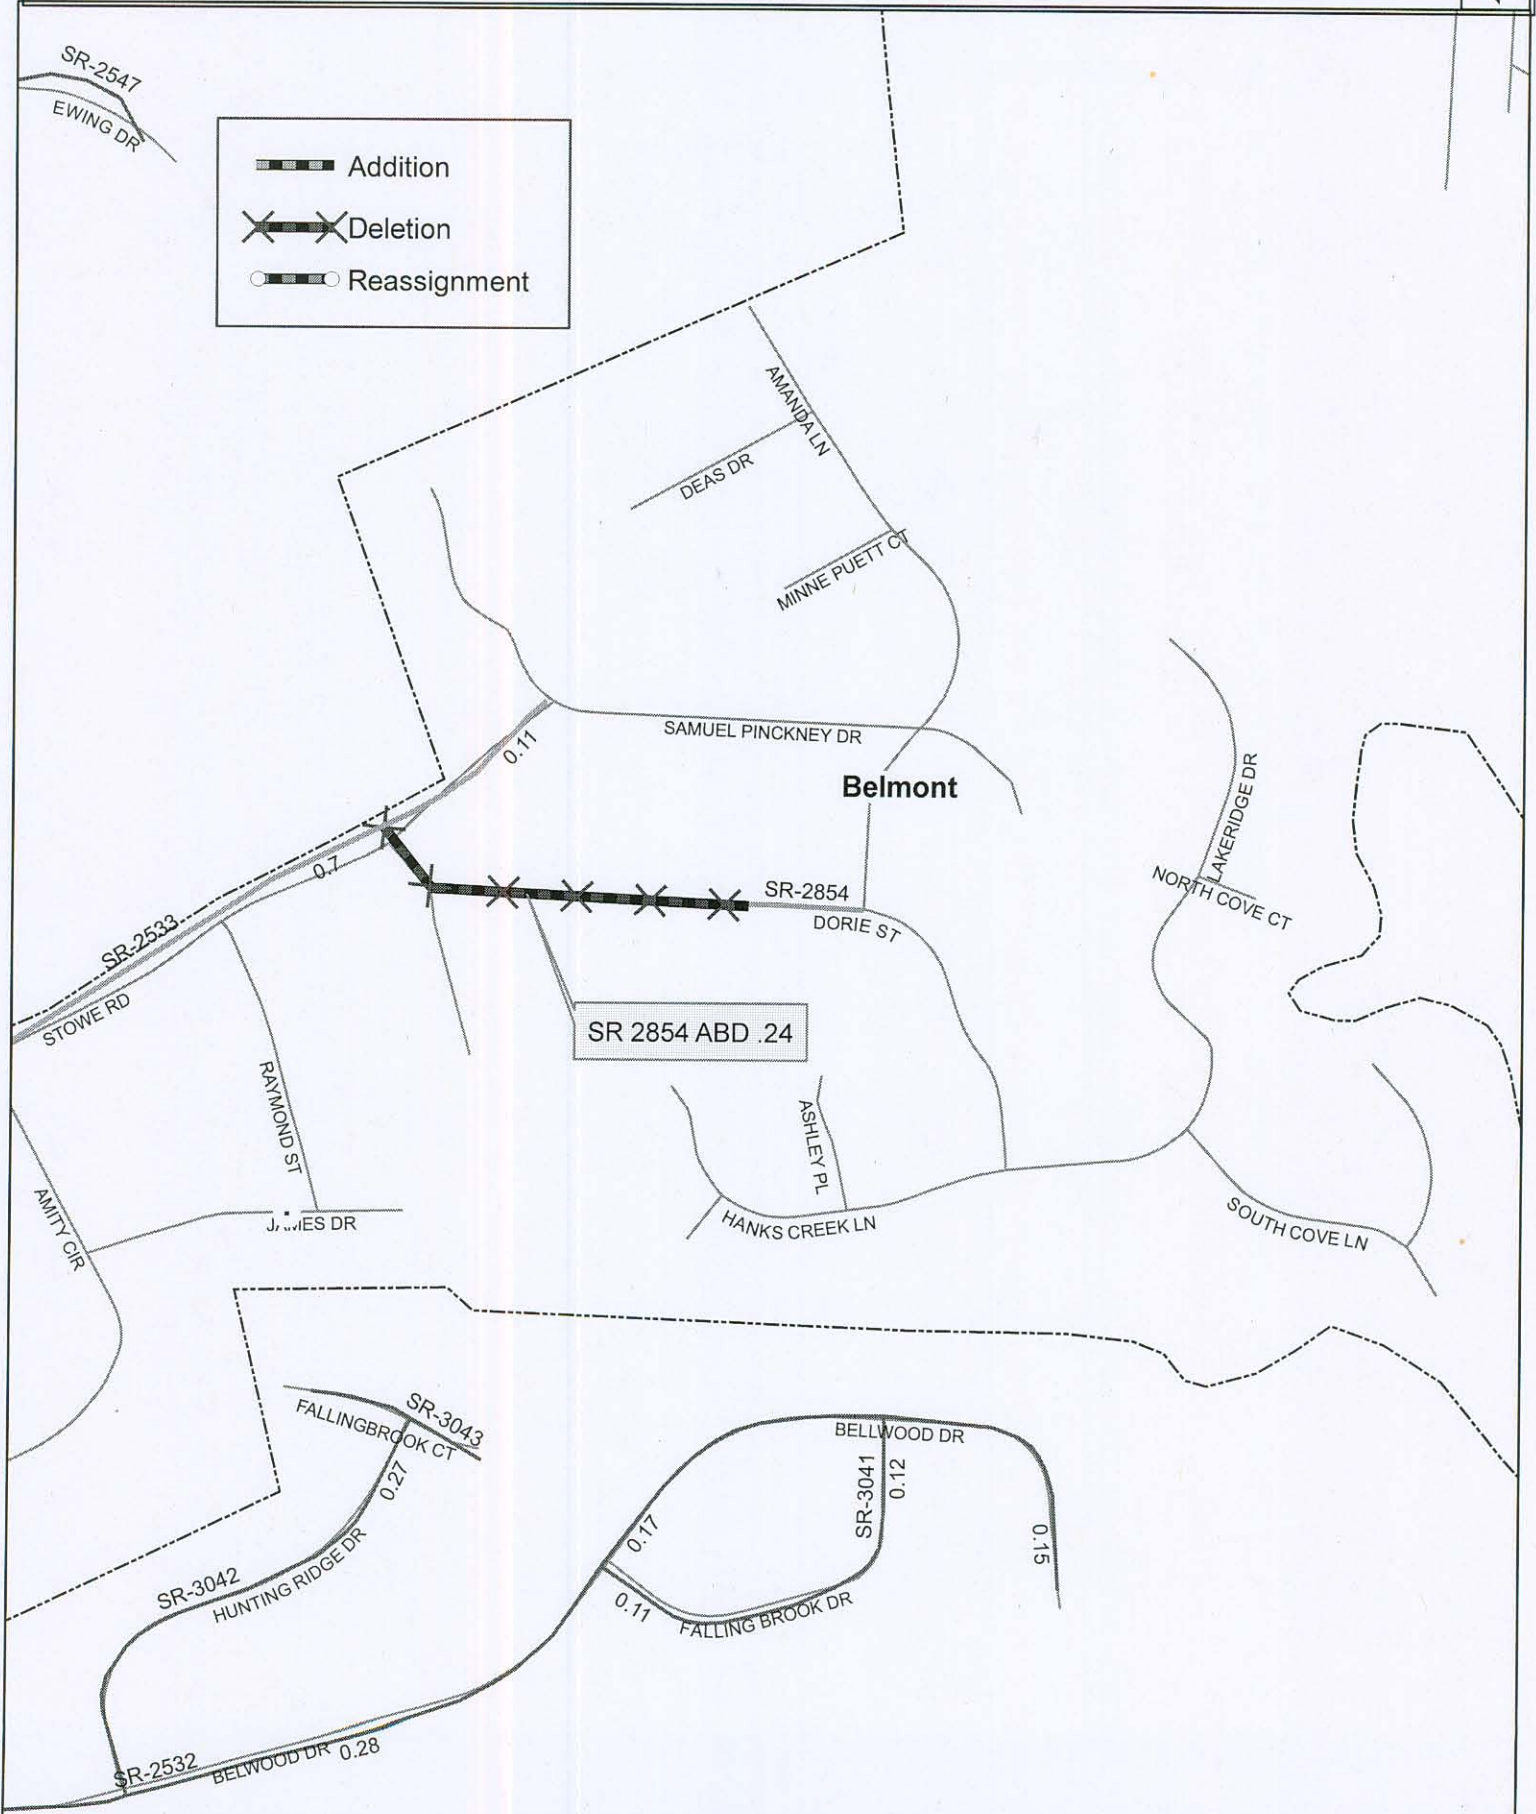 SR-2547
EWING DR
Addition
Deletion
Reassignment
AMANDA LN
DEAS DR
MINNE PUETT CT
0.11
SAMUEL PINCKNEY DR
Belmont
LAKERIDGE DR
0.7
SR-2854
NORTH COVE CT
DORIE ST
SR-2533
STOWE RD
SR 2854 ABD .24
RAYMOND ST
ASHLEY PL
AMITY CIR
JAMES DR
HANKS CREEK LN
SOUTH COVE LN
SR-3043
FALLINGBROOK CT
BELLWOOD DR
0.27
SR-3041
0.12
0.17
0.15
SR-3042
HUNTING RIDGE DR
0.11
FALLING BROOK DR
SR-2532
BELWOOD DR
0.28